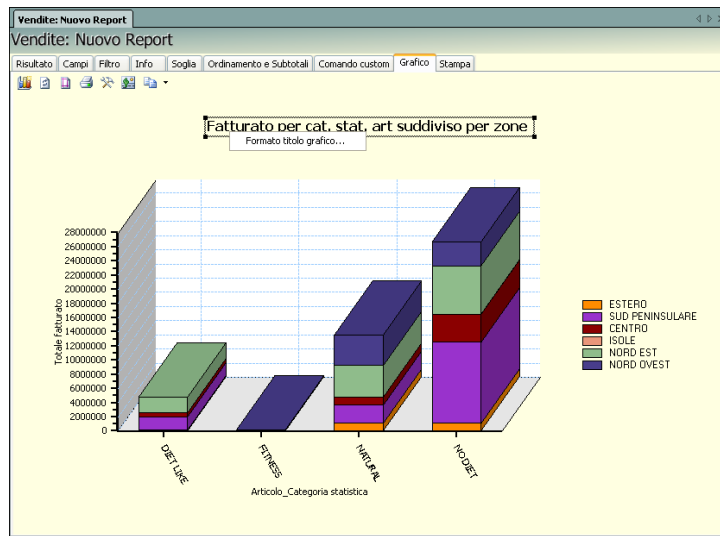 Vendite: Nuovo Report
Vendite: Nuovo Report
Risultato Campi Filtro Info Soglia Ordinamento e Subtotali Comando custom Grafico Stampa
Fatturato per cat. stat. art suddiviso per zone
Formato titolo grafico...
28000000
26000000
24000000
22000000
20000000
18000000
16000000
14000000
12000000
10000000
8000000
6000000
4000000
2000000
0
Totale fatturato
ESTERO
SUD PENINSULARE
CENTRO
ISOLE
NORD EST
NORD OVEST
DIET LIKE FITNESS NATURAL NO DIET
Articolo_Categoria statistica